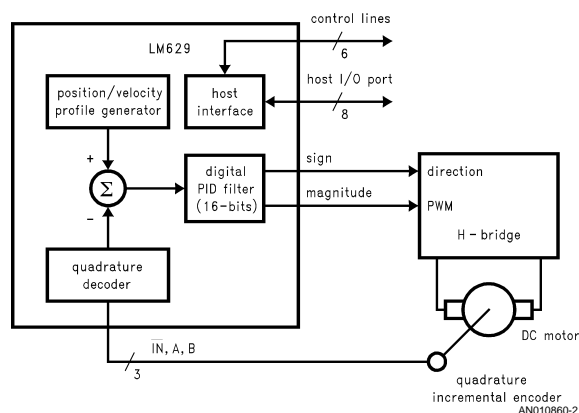 control lines
6
LM629
host I/O port
8
position/velocity
profile generator
host
interface
+
Σ
−
digital
PID filter
(16-bits)
sign
magnitude
direction
PWM
H-bridge
quadrature
decoder
DC motor
I̅N̅, A, B
3
quadrature
incremental encoder
AN010860-2